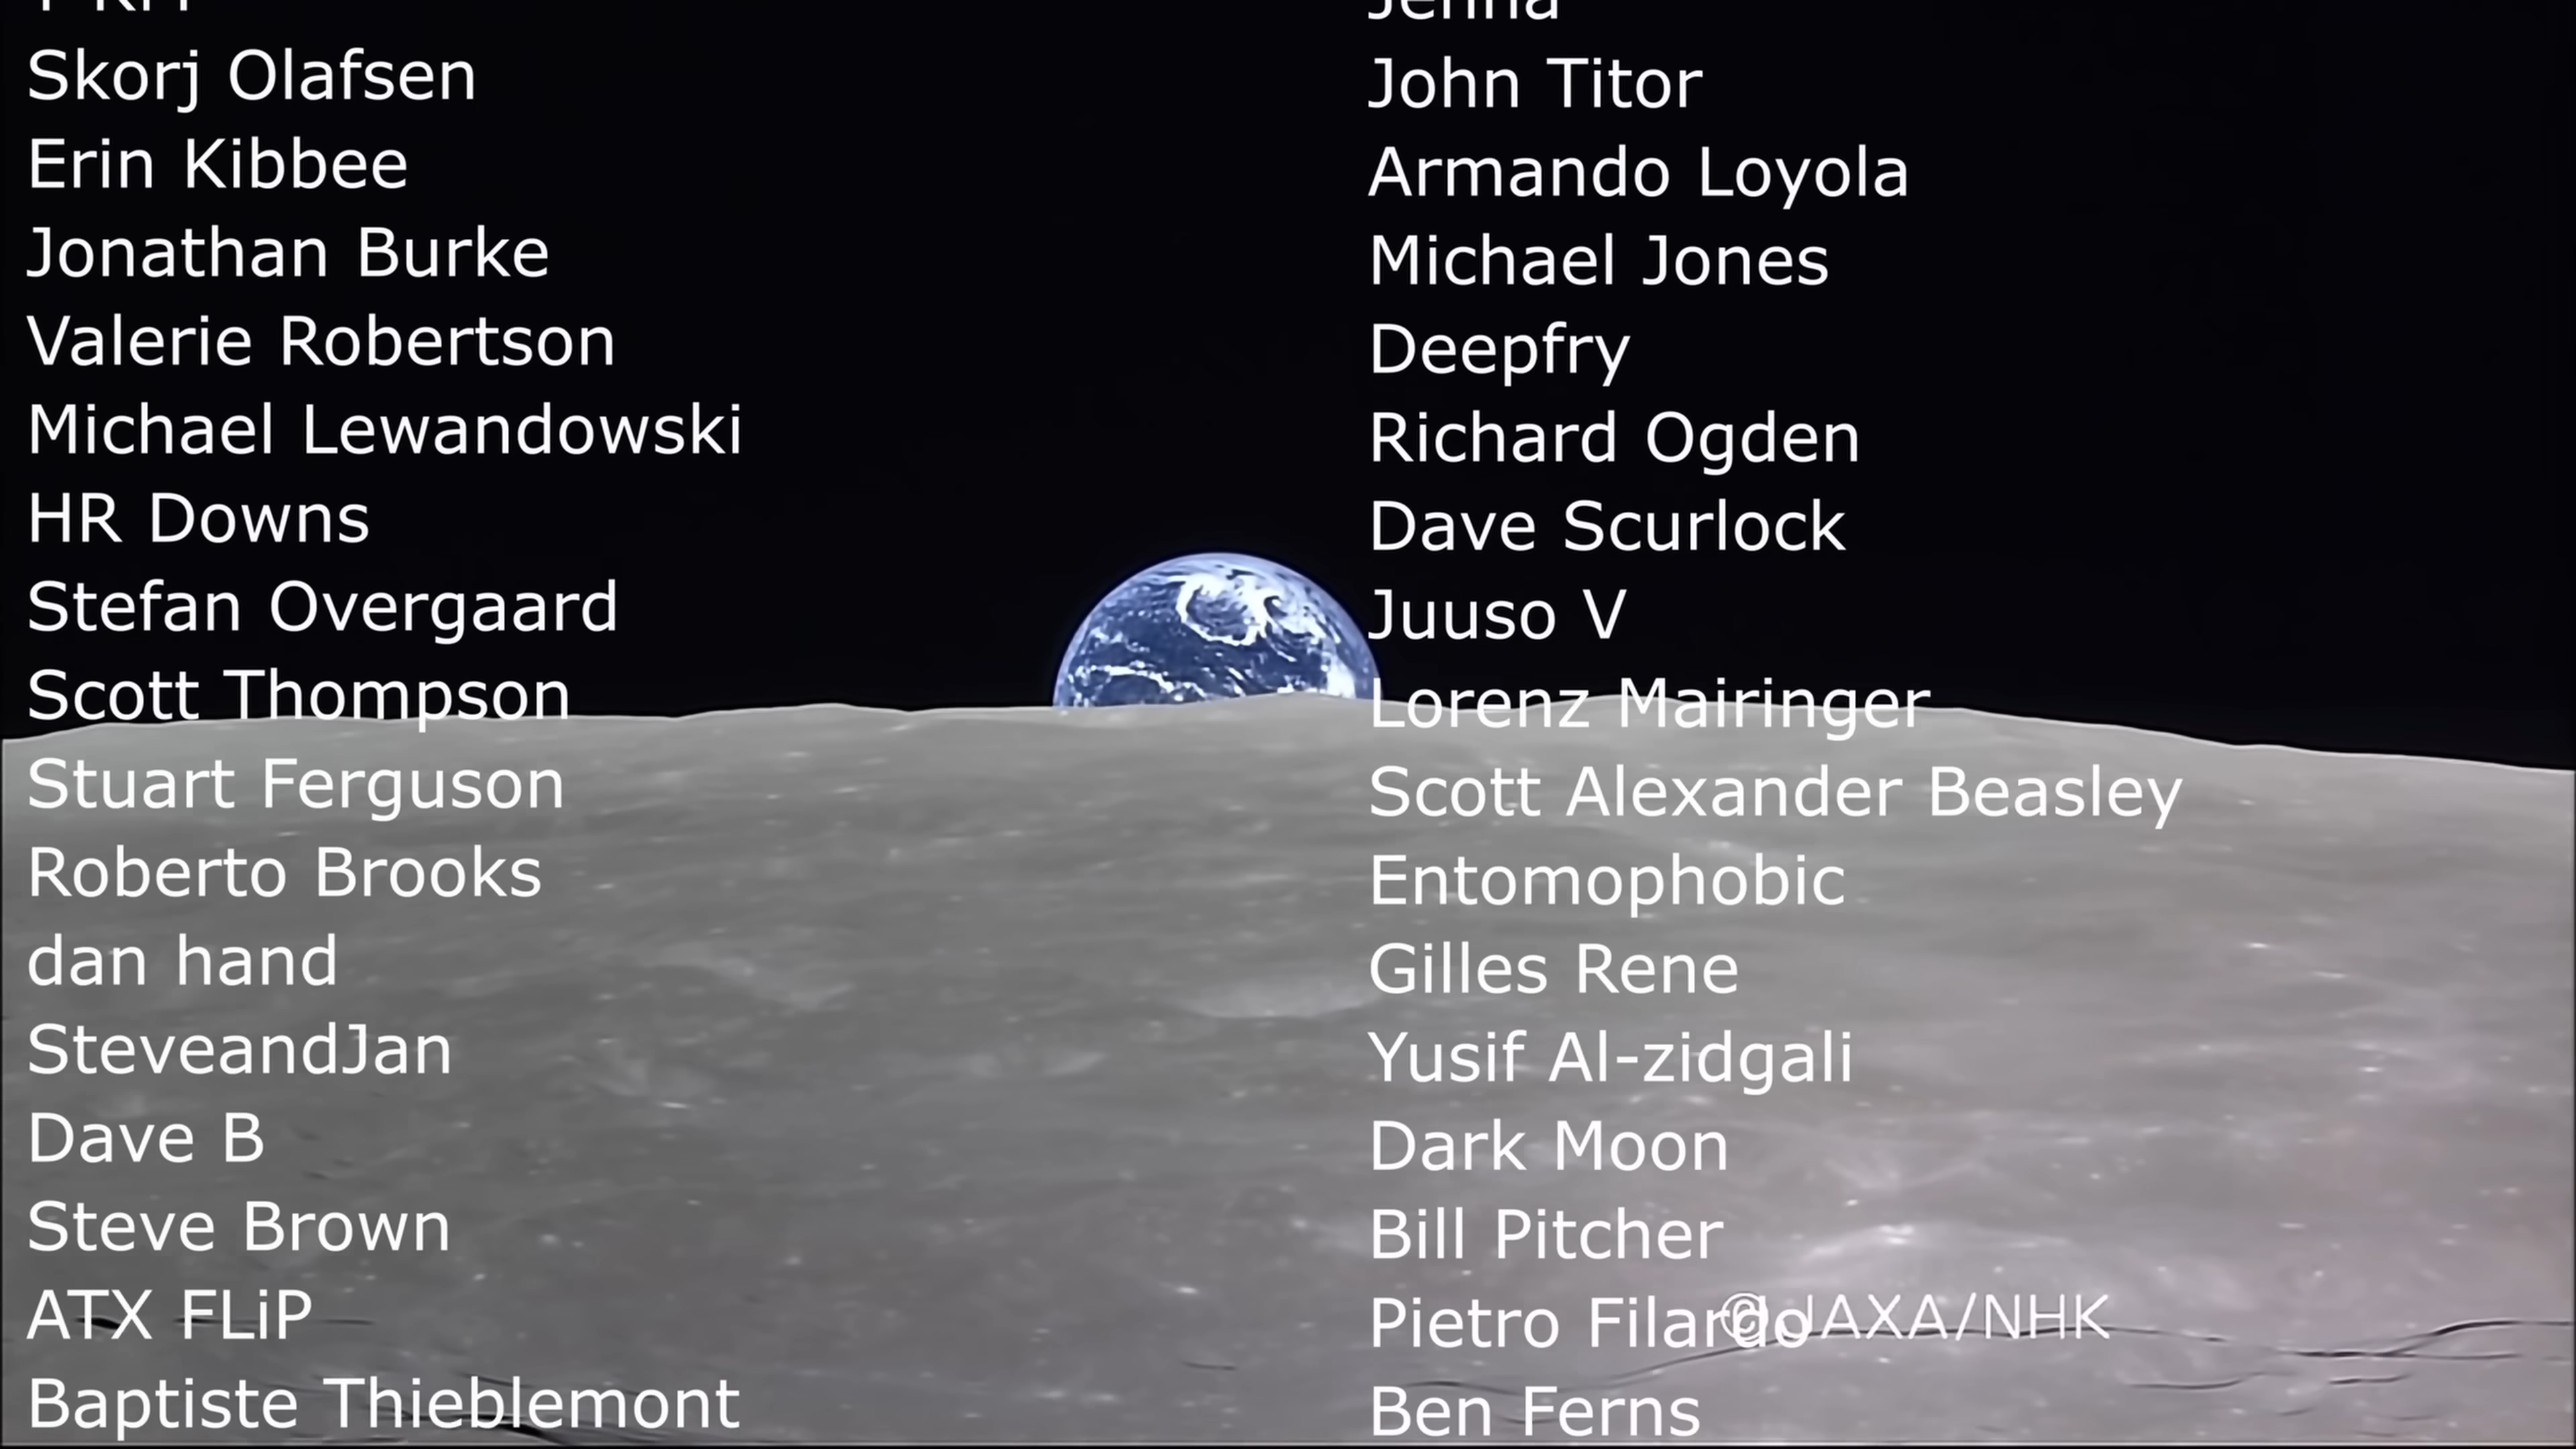 Skorj Olafsen
Erin Kibbee
Jonathan Burke
Valerie Robertson
Michael Lewandowski
HR Downs
Stefan Overgaard
Scott Thompson
Stuart Ferguson
Roberto Brooks
dan hand
SteveandJan
Dave B
Steve Brown
ATX FLiP
Baptiste Thieblemont
Jenna
John Titor
Armando Loyola
Michael Jones
Deepfry
Richard Ogden
Dave Scurlock
Juuso V
Lorenz Mairinger
Scott Alexander Beasley
Entomophobic
Gilles Rene
Yusif Al-zidgali
Dark Moon
Bill Pitcher
Pietro Filardo
©JAXA/NHK
Ben Ferns